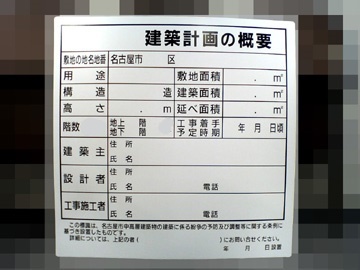 建築計画の概要
敷地の地名地番 名古屋市 区
用途 敷地面積 . ㎡
構造 造 建築面積 . ㎡
高さ . m 延べ面積 . ㎡
階数 地上 階 地下 階 工事着手予定時期 年 月 日頃
建築主 住所
氏名
設計者 住所
氏名 電話
工事施工者 住所
氏名 電話
この標識は、名古屋市中高層建築物の建築に係る紛争の予防及び調整等に関する条例
に基づき設置したものです。
詳細については、上記の者( )にお問い合せください。
年 月 日設置